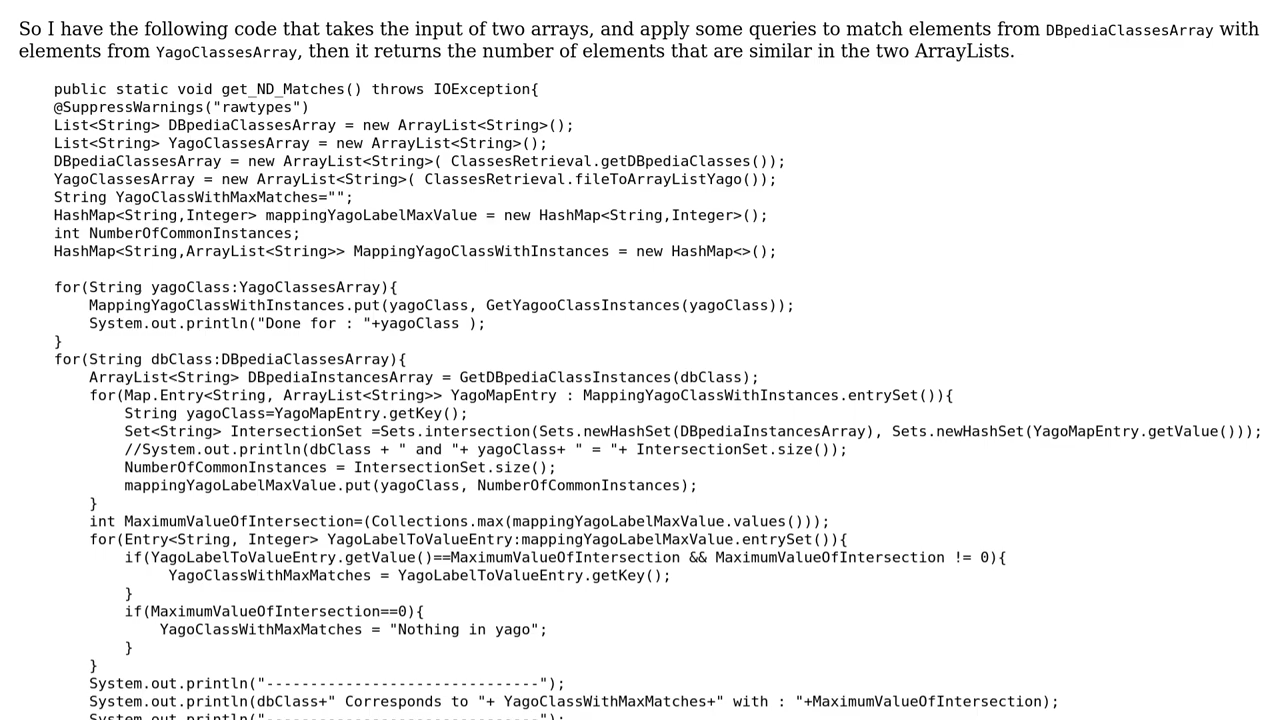 So I have the following code that takes the input of two arrays, and apply some queries to match elements from DBpediaClassesArray with
elements from YagoClassesArray, then it returns the number of elements that are similar in the two ArrayLists.
public static void get_ND_Matches() throws IOException{
@SuppressWarnings("rawtypes")
List<String> DBpediaClassesArray = new ArrayList<String>();
List<String> YagoClassesArray = new ArrayList<String>();
DBpediaClassesArray = new ArrayList<String>( ClassesRetrieval.getDBpediaClasses());
YagoClassesArray = new ArrayList<String>( ClassesRetrieval.fileToArrayListYago());
String YagoClassWithMaxMatches="";
HashMap<String,Integer> mappingYagoLabelMaxValue = new HashMap<String,Integer>();
int NumberOfCommonInstances;
HashMap<String,ArrayList<String>> MappingYagoClassWithInstances = new HashMap<>();
for(String yagoClass:YagoClassesArray){
MappingYagoClassWithInstances.put(yagoClass, GetYagooClassInstances(yagoClass));
System.out.println("Done for : "+yagoClass );
}
for(String dbClass:DBpediaClassesArray){
ArrayList<String> DBpediaInstancesArray = GetDBpediaClassInstances(dbClass);
for(Map.Entry<String, ArrayList<String>> YagoMapEntry : MappingYagoClassWithInstances.entrySet()){
String yagoClass=YagoMapEntry.getKey();
Set<String> IntersectionSet =Sets.intersection(Sets.newHashSet(DBpediaInstancesArray), Sets.newHashSet(YagoMapEntry.getValue()));
//System.out.println(dbClass + " and "+ yagoClass+ " = "+ IntersectionSet.size());
NumberOfCommonInstances = IntersectionSet.size();
mappingYagoLabelMaxValue.put(yagoClass, NumberOfCommonInstances);
}
int MaximumValueOfIntersection=(Collections.max(mappingYagoLabelMaxValue.values()));
for(Entry<String, Integer> YagoLabelToValueEntry:mappingYagoLabelMaxValue.entrySet()){
if(YagoLabelToValueEntry.getValue()==MaximumValueOfIntersection && MaximumValueOfIntersection != 0){
YagoClassWithMaxMatches = YagoLabelToValueEntry.getKey();
}
if(MaximumValueOfIntersection==0){
YagoClassWithMaxMatches = "Nothing in yago";
}
}
System.out.println("-------------------------------");
System.out.println(dbClass+" Corresponds to "+ YagoClassWithMaxMatches+" with : "+MaximumValueOfIntersection);
System.out.println("-------------------------------");